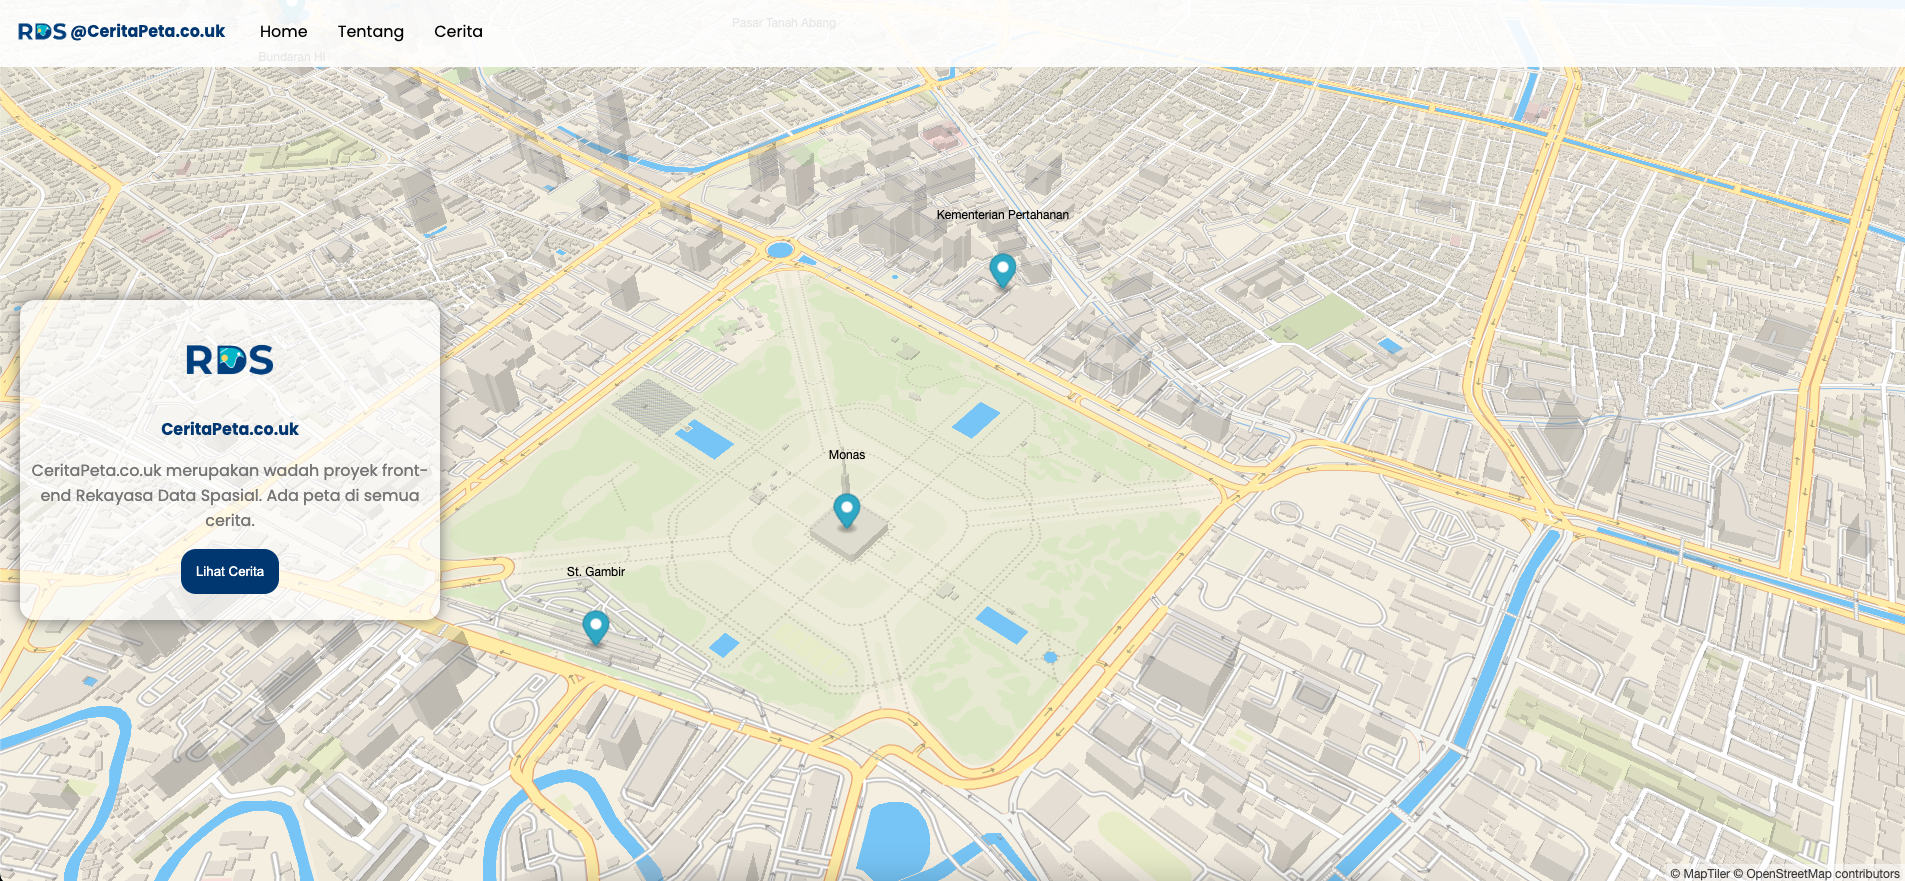 RDS @CeritaPeta.co.uk Home Tentang Cerita
Pasar Tanah Abang
Bundaran HI
Kementerian Pertahanan
RDS
CeritaPeta.co.uk
CeritaPeta.co.uk merupakan wadah proyek front-
end Rekayasa Data Spasial. Ada peta di semua
cerita.
Lihat Cerita
Monas
St. Gambir
© MapTiler © OpenStreetMap contributors